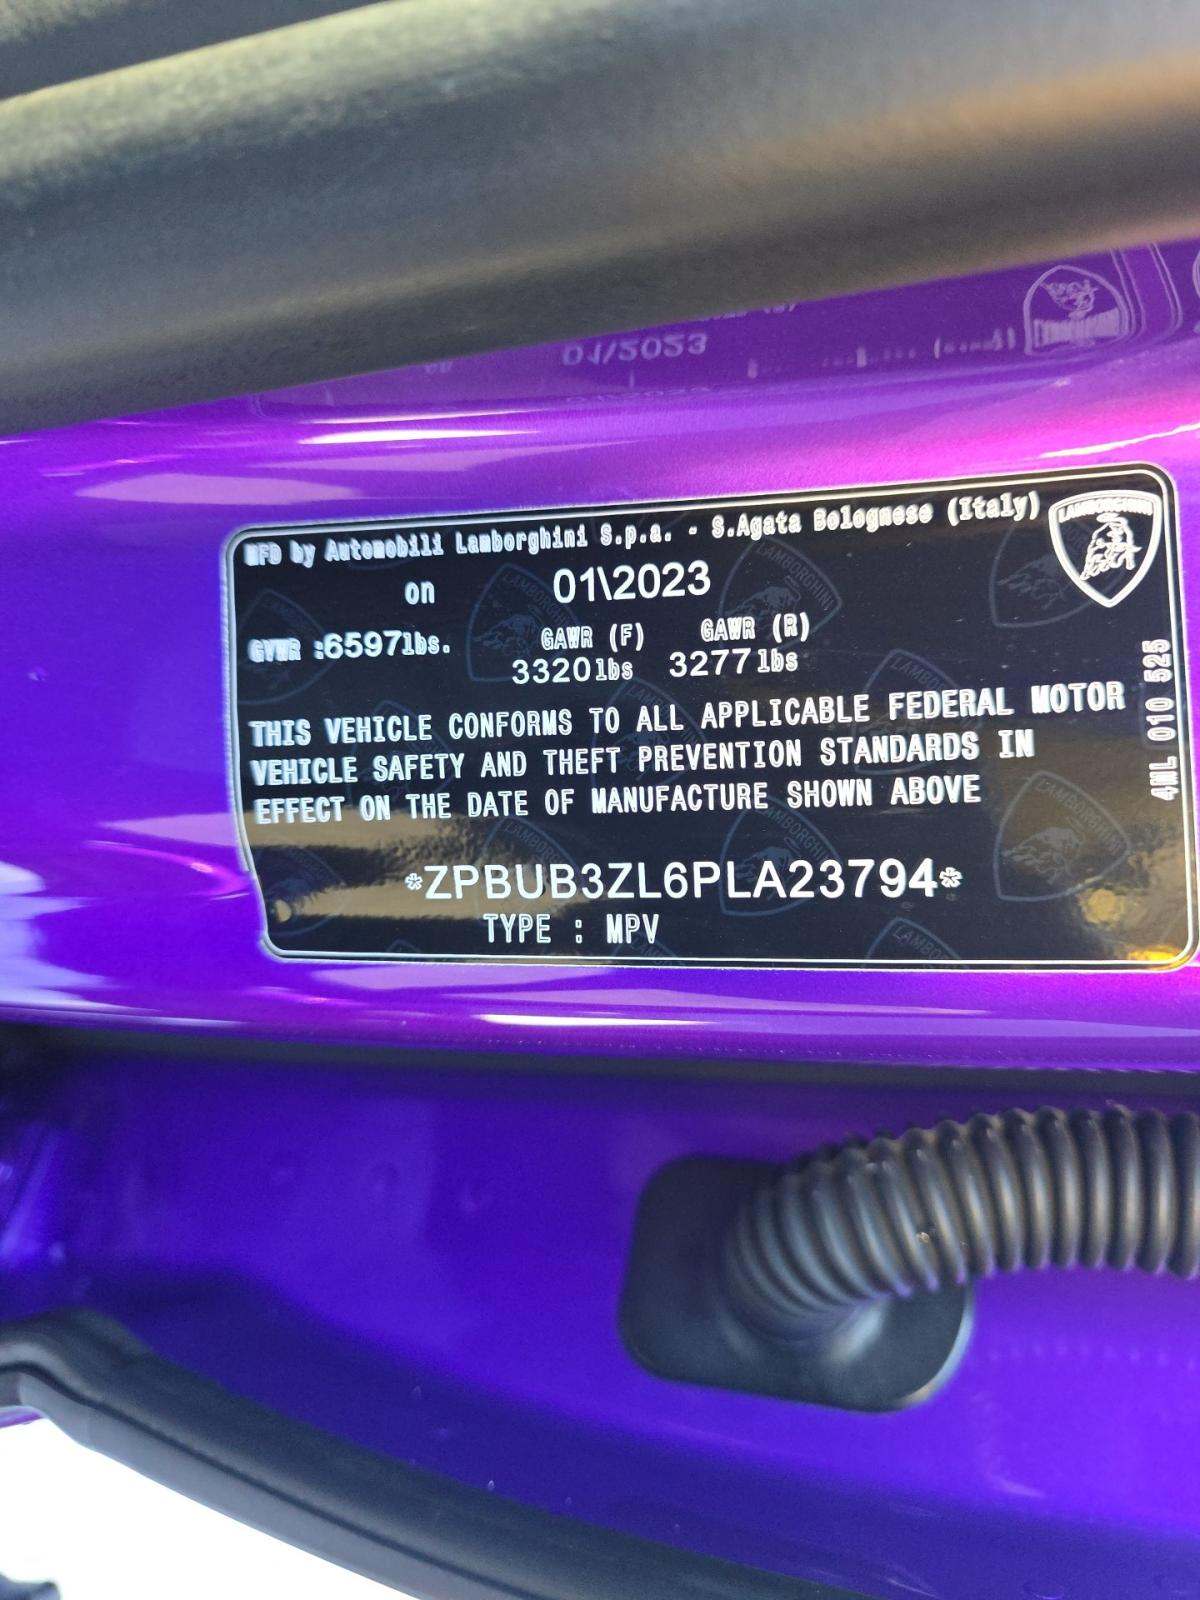 MFD by Automobili Lamborghini S.p.a. - S.Agata Bolognese (Italy)
LAMBORGHINI
on 01\2023
GVWR :6597lbs. GAWR (F) GAWR (R)
3320lbs 3277lbs
THIS VEHICLE CONFORMS TO ALL APPLICABLE FEDERAL MOTOR
VEHICLE SAFETY AND THEFT PREVENTION STANDARDS IN
EFFECT ON THE DATE OF MANUFACTURE SHOWN ABOVE
*ZPBUB3ZL6PLA23794*
TYPE : MPV
4ML 010 525